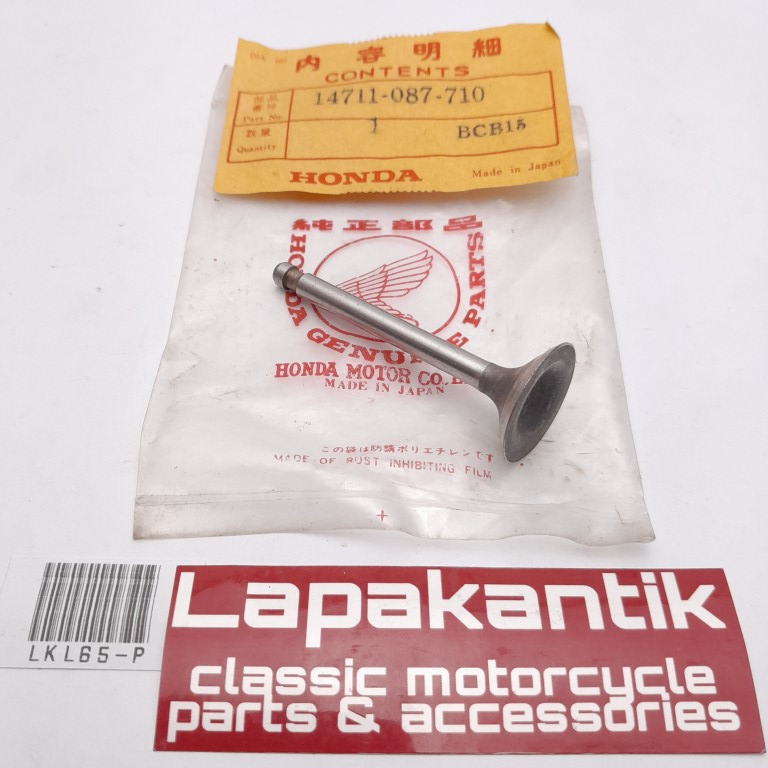 内容明細
CONTENTS
部品番号
Part No.
14711-087-710
数量
Quantity
1
BCB15
HONDA
Made in Japan
純正部品
HONDA GENUINE PARTS
HONDA MOTOR CO.
MADE IN JAPAN
この袋は防錆ポリエチレンです
MADE OF RUST INHIBITING FILM
LKL65-P
Lapakantik
classic motorcycle
parts & accessories